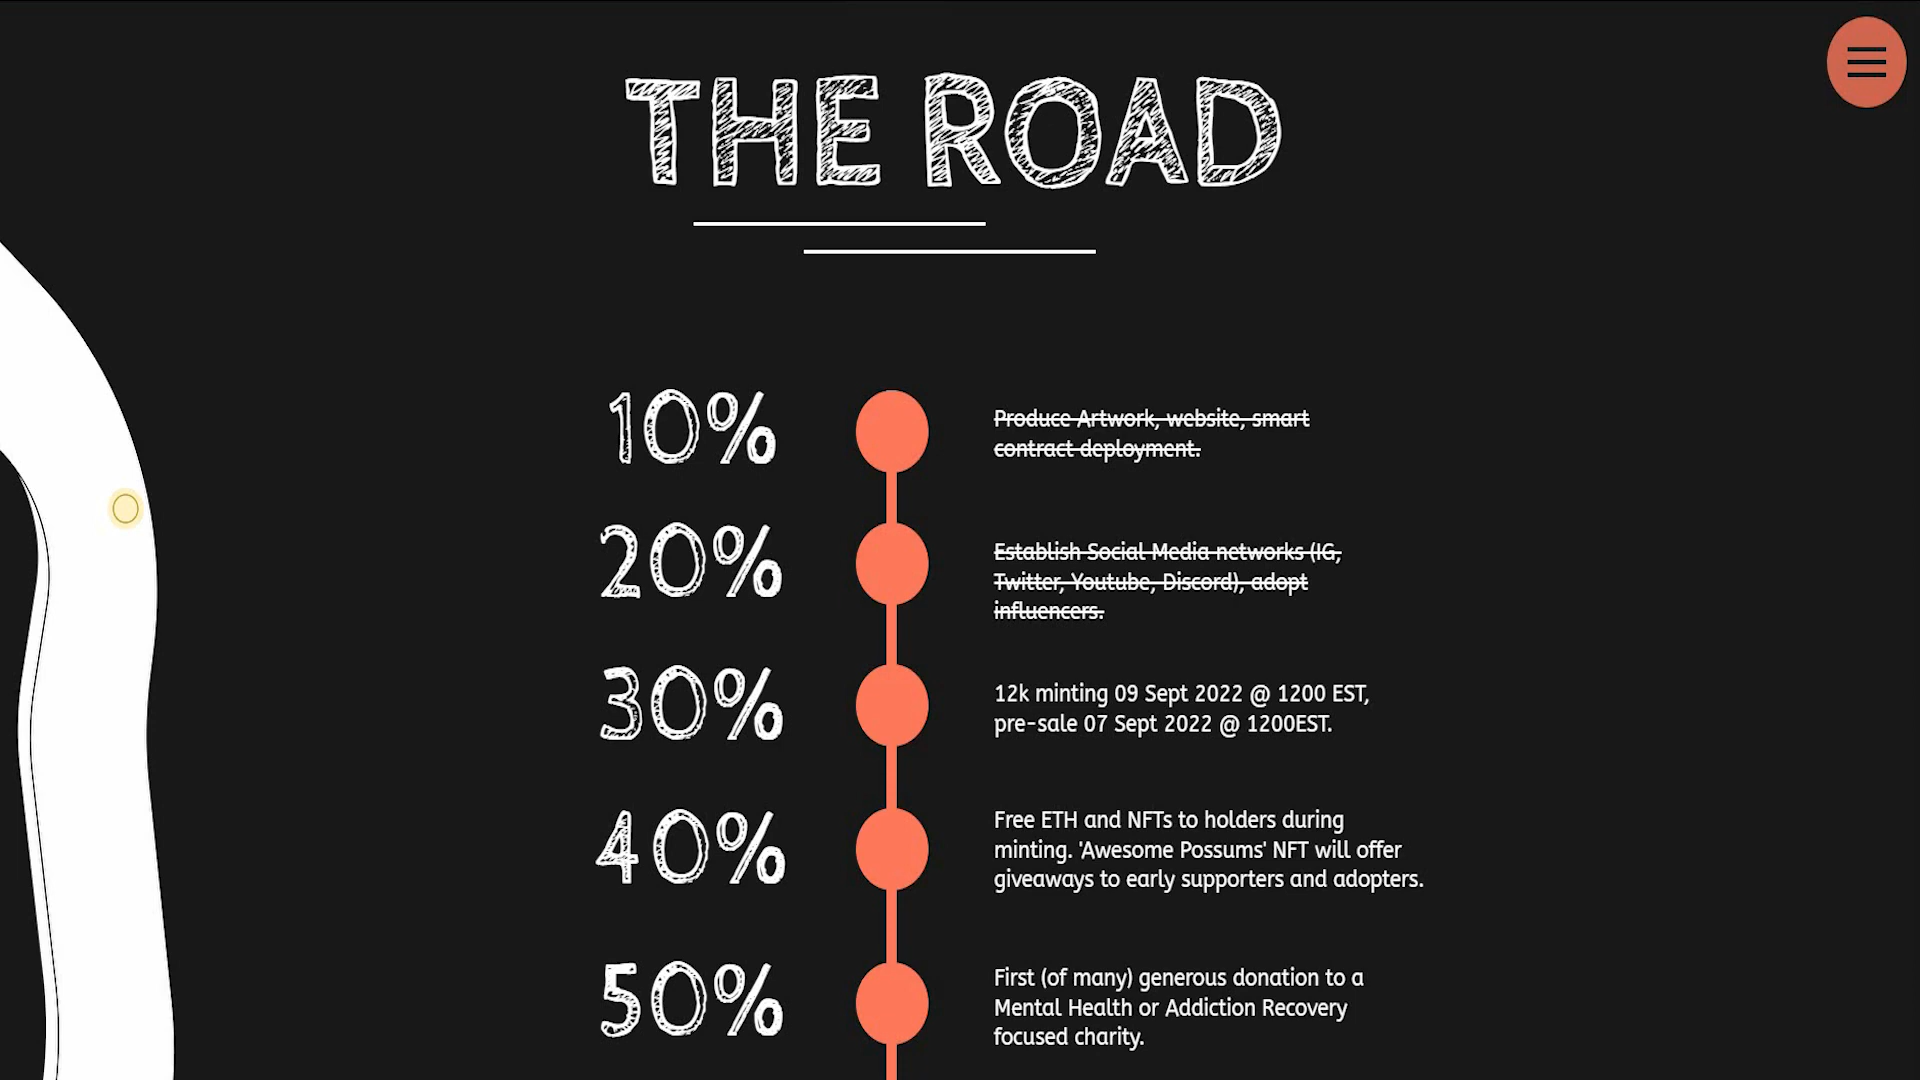 THE ROAD
10%
Produce Artwork, website, smart
contract deployment.
20%
Establish Social Media networks (IG,
Twitter, Youtube, Discord), adopt
influencers.
30%
12k minting 09 Sept 2022 @ 1200 EST,
pre-sale 07 Sept 2022 @ 1200EST.
40%
Free ETH and NFTs to holders during
minting. 'Awesome Possums' NFT will offer
giveaways to early supporters and adopters.
50%
First (of many) generous donation to a
Mental Health or Addiction Recovery
focused charity.